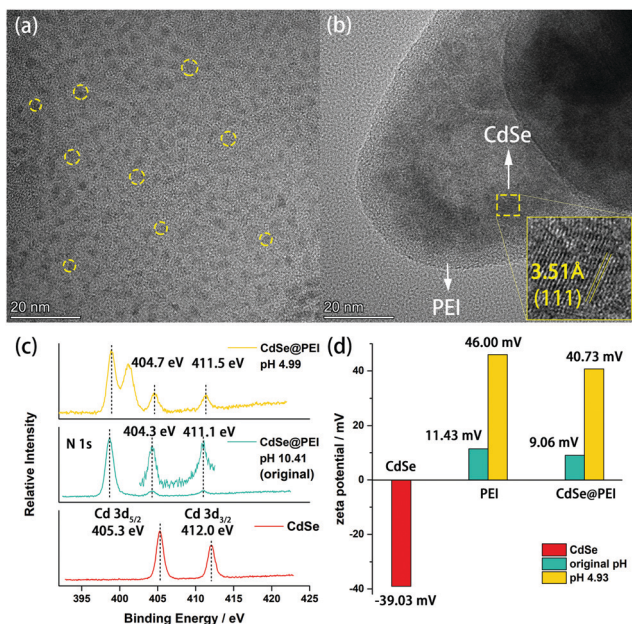 (a)
20 nm
(b)
CdSe
PEI
3.51Å
(111)
20 nm
(c)
CdSe@PEI
pH 4.99
404.7 eV
411.5 eV
N 1s
404.3 eV
411.1 eV
CdSe@PEI
pH 10.41
(original)
Cd 3d5/2
405.3 eV
Cd 3d3/2
412.0 eV
CdSe
Relative Intensity
395 400 405 410 415 420 425
Binding Energy / eV
(d)
46.00 mV
40.73 mV
11.43 mV
9.06 mV
CdSe
PEI
CdSe@PEI
-39.03 mV
zeta potential / mV
60
40
20
0
-20
-40
CdSe
original pH
pH 4.93